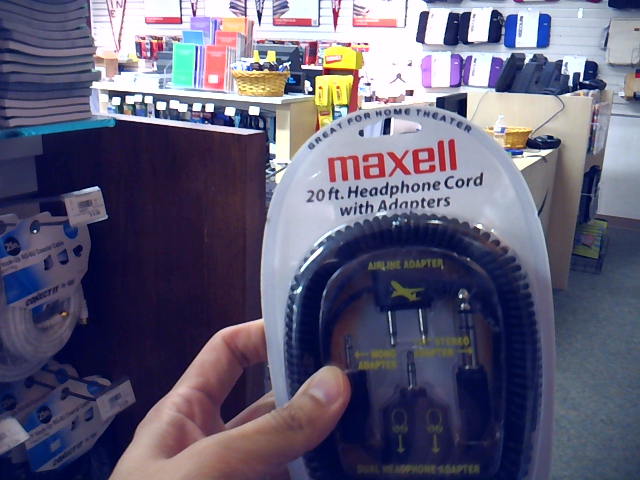 GREAT FOR HOME THEATER
maxell
20 ft. Headphone Cord
with Adapters
AIRLINE ADAPTER
MONO
ADAPTER
STEREO
ADAPTER
DUAL HEADPHONE ADAPTER